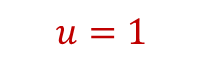 u = 1